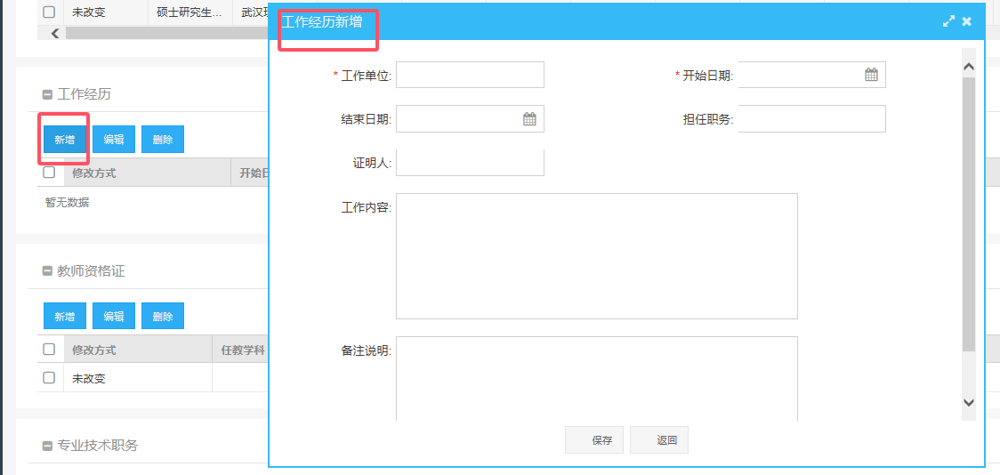 未改变 硕士研究生... 武汉
工作经历新增
* 工作单位: * 开始日期:
结束日期: 担任职务:
证明人:
工作内容:
备注说明:
保存 返回
工作经历
新增 编辑 删除
修改方式 开始日
暂无数据
教师资格证
新增 编辑 删除
修改方式 任教学科
未改变
专业技术职务